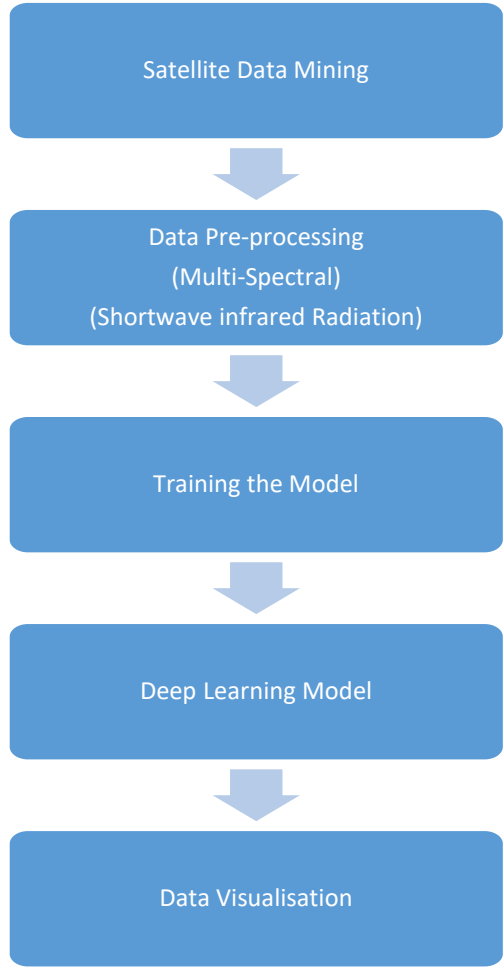 Satellite Data Mining
Data Pre-processing
(Multi-Spectral)
(Shortwave infrared Radiation)
Training the Model
Deep Learning Model
Data Visualisation